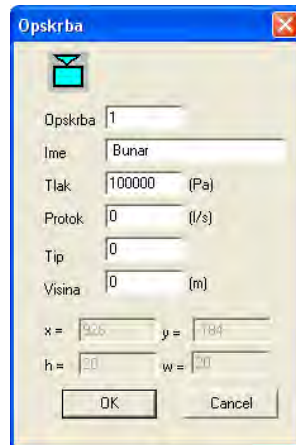 Opskrba
Opskrba 1
Ime Bunar
Tlak 100000 (Pa)
Protok 0 (l/s)
Tip 0
Visina 0 (m)
x = 926 y = -184
h = 20 w = 20
OK Cancel